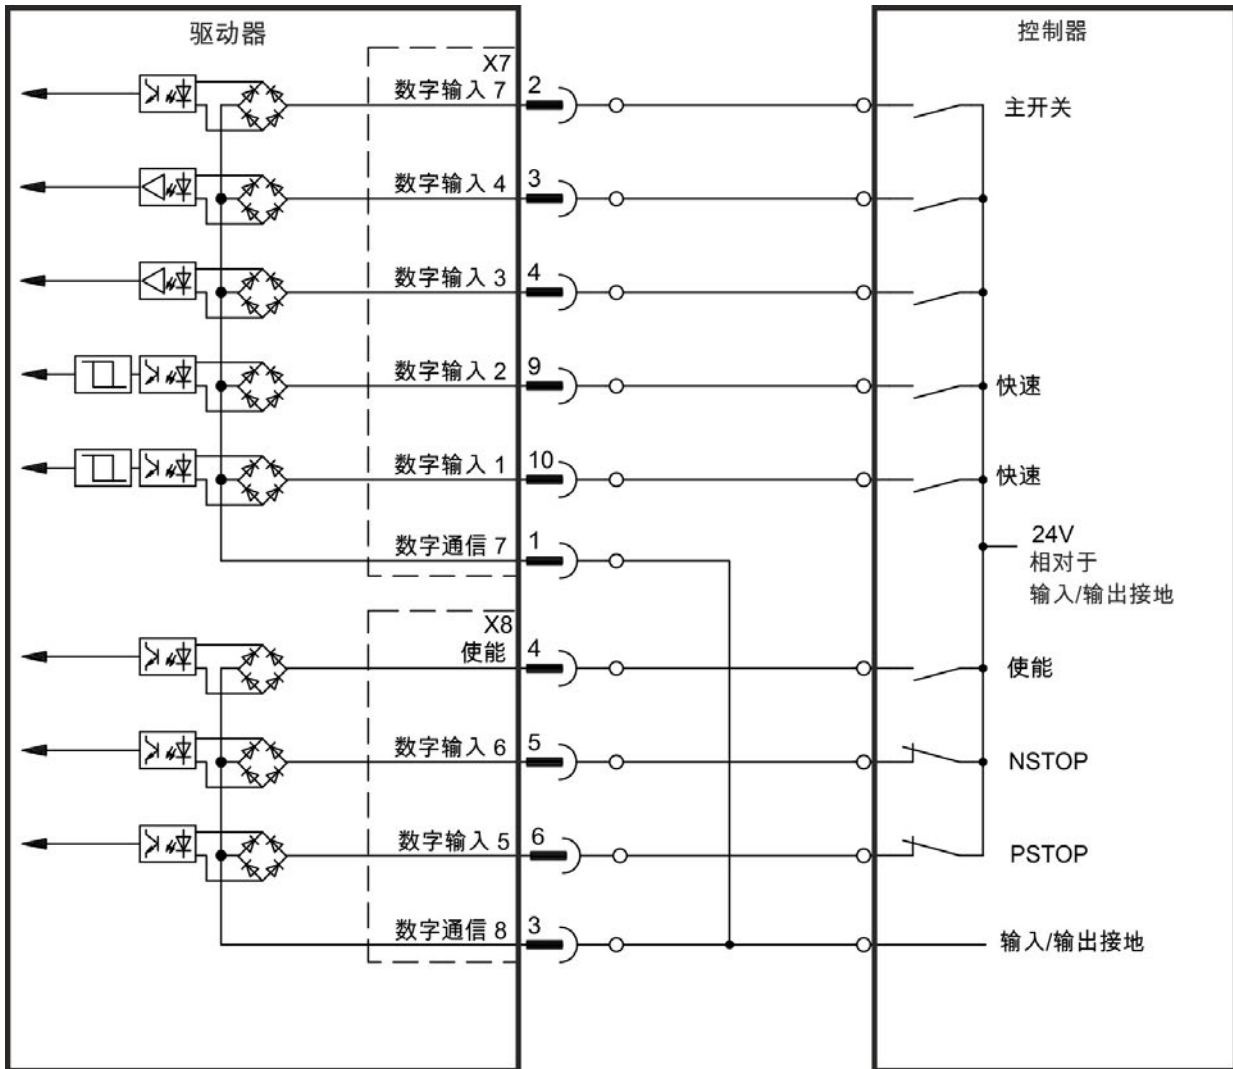 驱动器
控制器
X7
数字输入 7
2
主开关
数字输入 4
3
数字输入 3
4
数字输入 2
9
快速
数字输入 1
10
快速
数字通信 7
1
24V
相对于
输入/输出接地
X8
使能
4
使能
数字输入 6
5
NSTOP
数字输入 5
6
PSTOP
数字通信 8
3
输入/输出接地